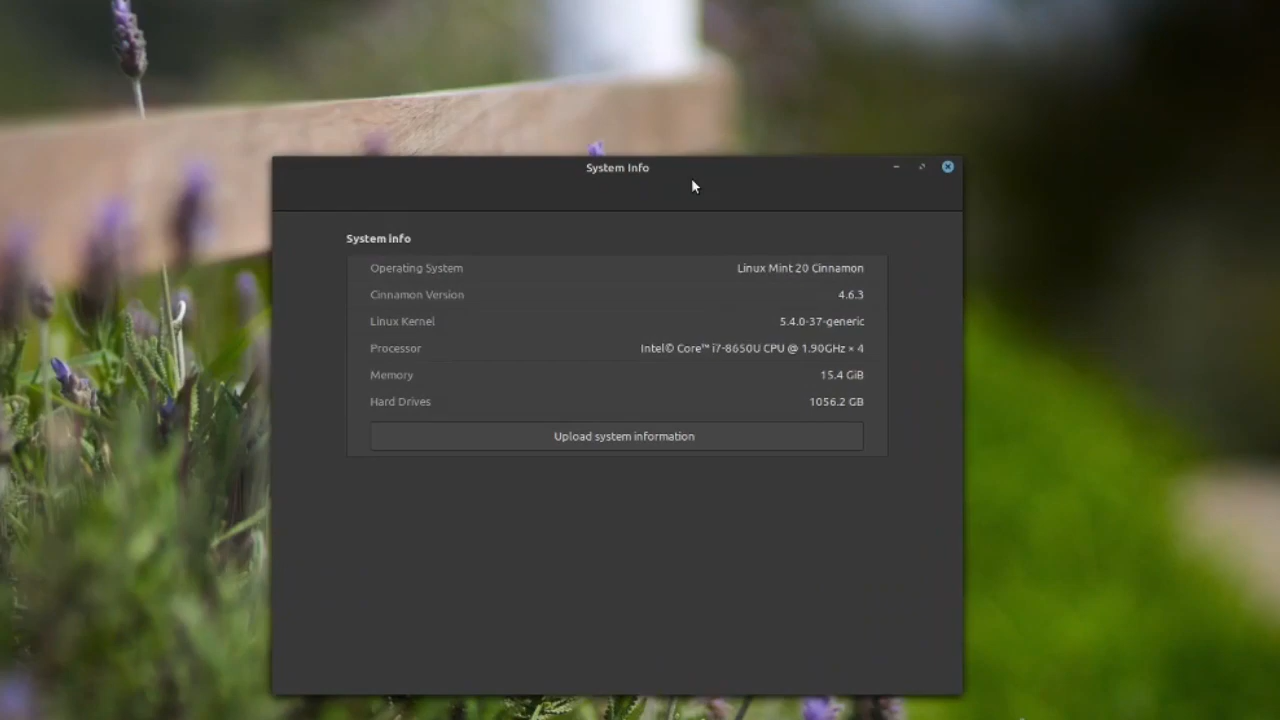 System Info
System Info
Operating System Linux Mint 20 Cinnamon
Cinnamon Version 4.6.3
Linux Kernel 5.4.0-37-generic
Processor Intel© Core™ i7-8650U CPU @ 1.90GHz × 4
Memory 15.4 GiB
Hard Drives 1056.2 GB
Upload system information